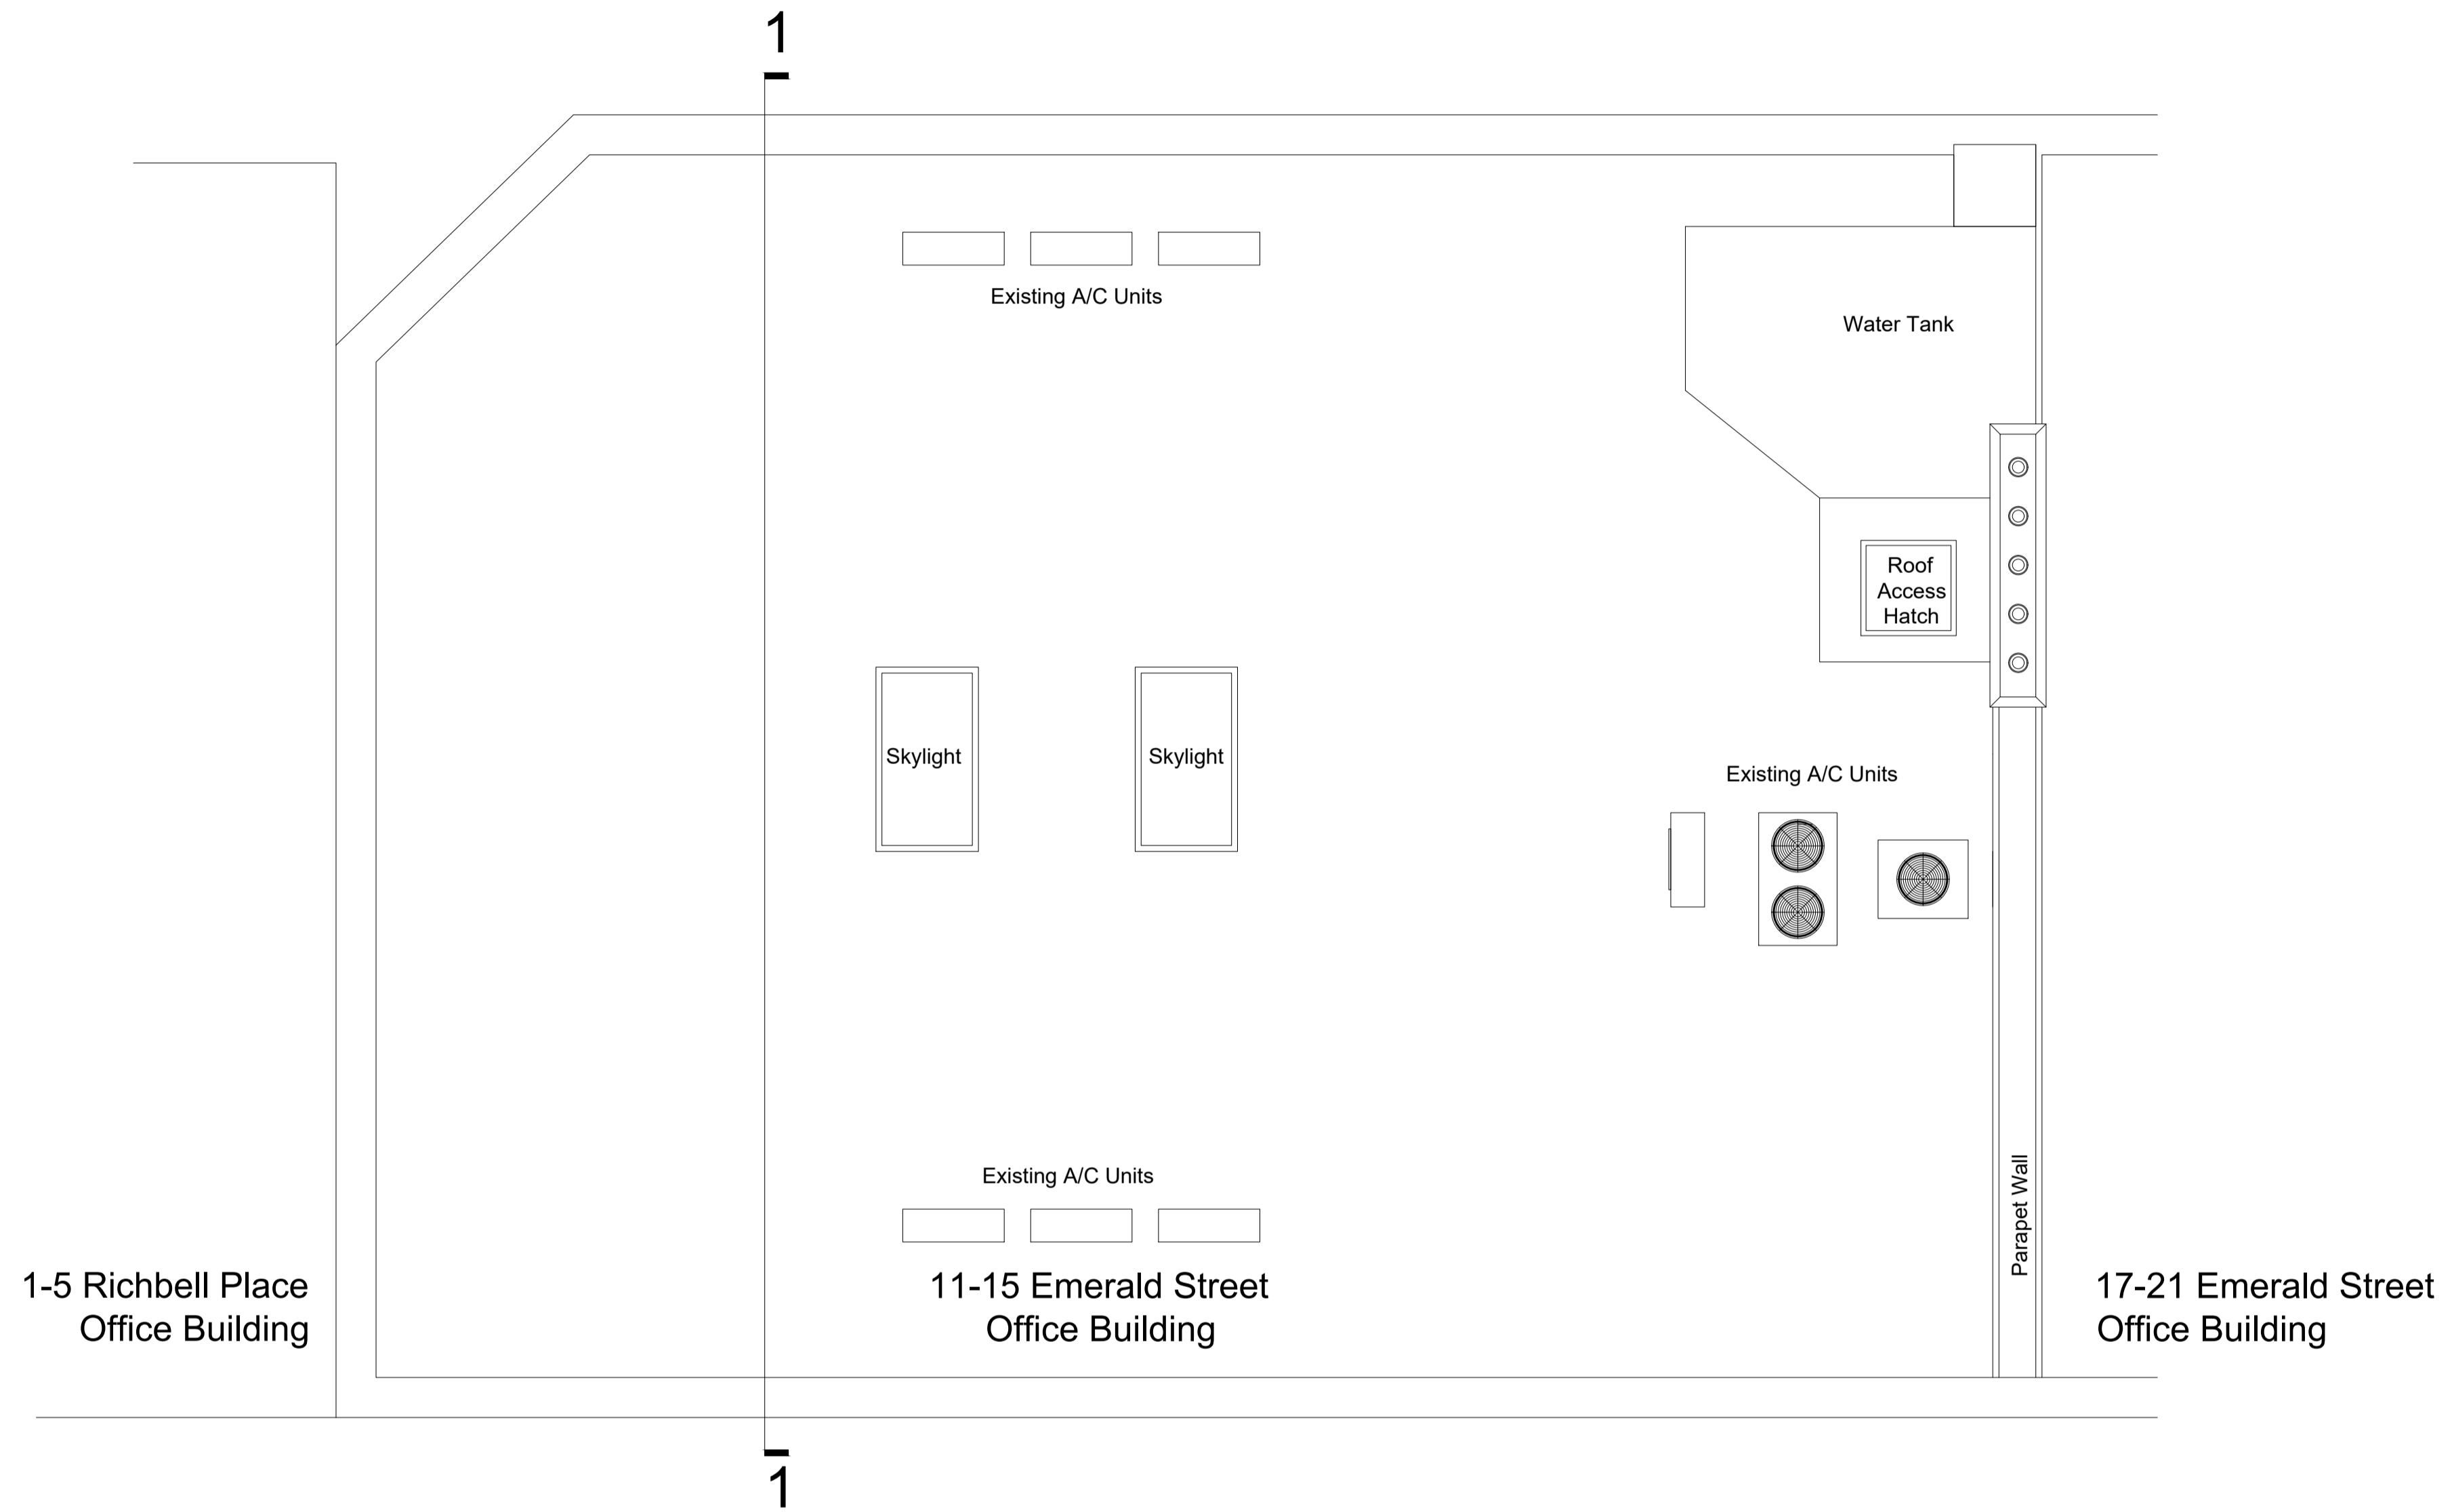 1
Existing A/C Units
Water Tank
Roof
Access
Hatch
Skylight
Skylight
Existing A/C Units
Existing A/C Units
Parapet Wall
1-5 Richbell Place
Office Building
11-15 Emerald Street
Office Building
17-21 Emerald Street
Office Building
1